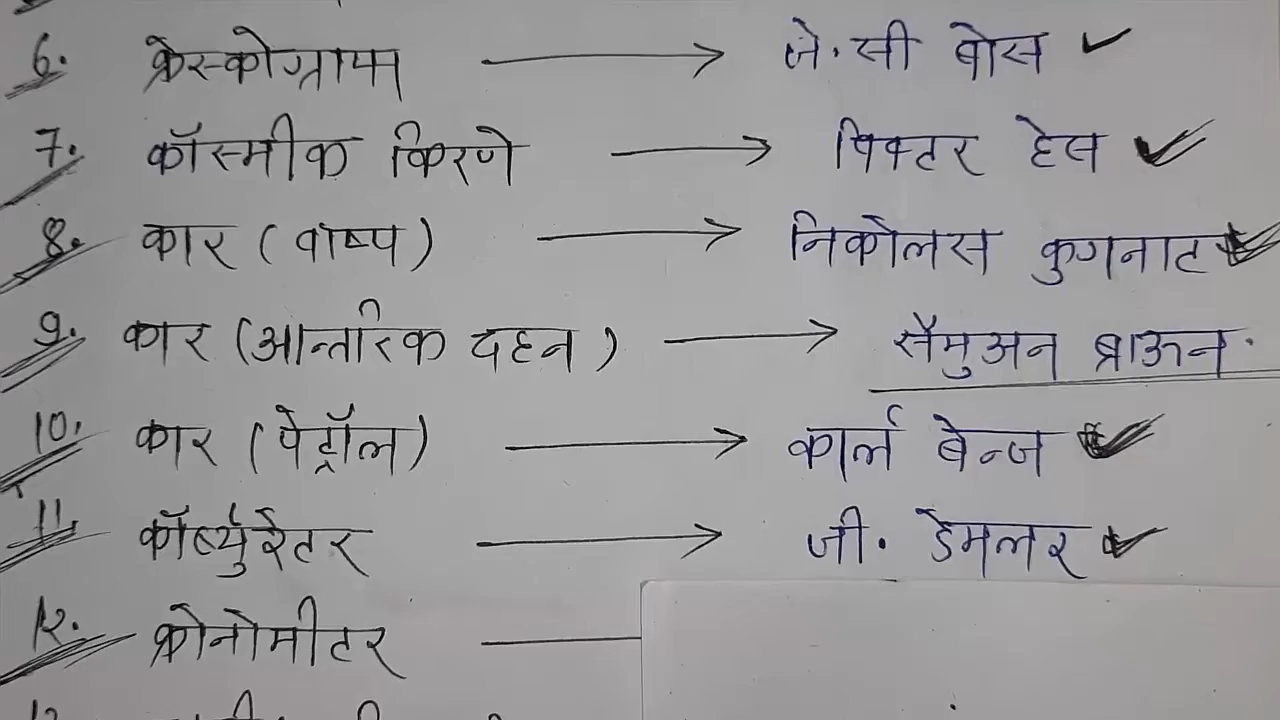 6. क्रेस्कोग्राफ जे. सी बोस
7. कॉस्मीक किरणे विक्टर हेस
8. कार (वाष्प) निकोलस कुगनाट
9. कार (आन्तरिक दहन) सैमुअन ब्राऊन.
10. कार (पेट्रॉल) कार्ल बेन्ज
11. कॉर्ब्युरेटर जी. डेमलर
12. क्रोनोमीटर